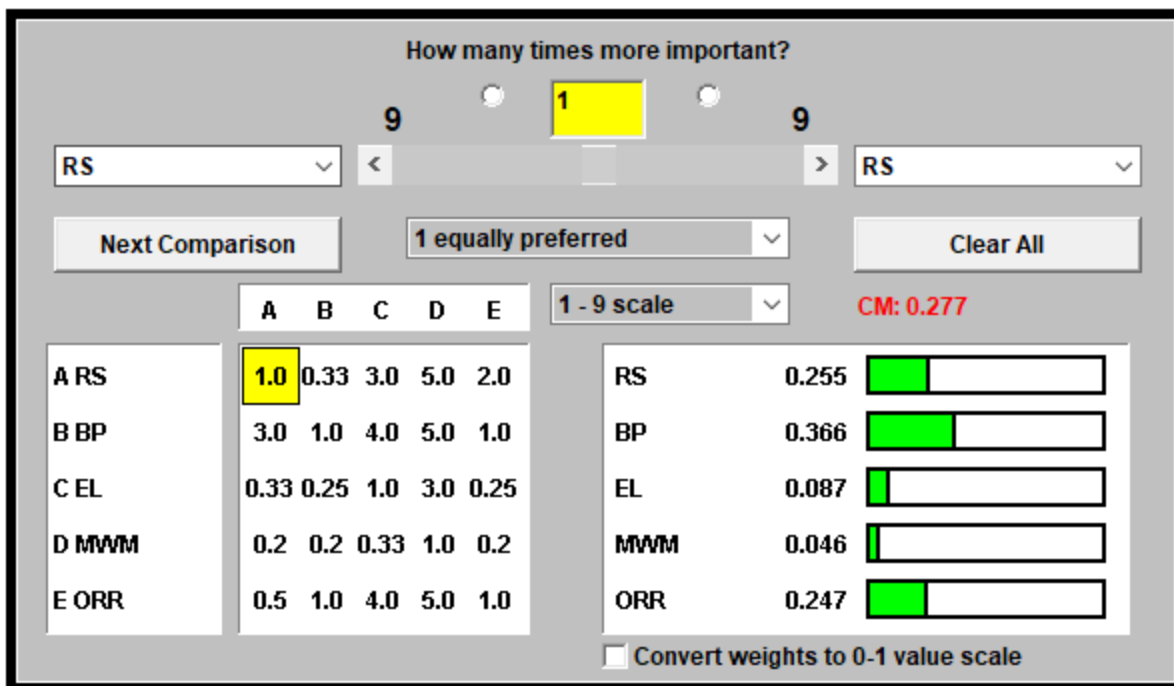 How many times more important?
9 1 9
RS < > RS
Next Comparison 1 equally preferred Clear All
A B C D E 1 - 9 scale CM: 0.277
A RS 1.0 0.33 3.0 5.0 2.0 RS 0.255
B BP 3.0 1.0 4.0 5.0 1.0 BP 0.366
C EL 0.33 0.25 1.0 3.0 0.25 EL 0.087
D MWM 0.2 0.2 0.33 1.0 0.2 MWM 0.046
E ORR 0.5 1.0 4.0 5.0 1.0 ORR 0.247
Convert weights to 0-1 value scale